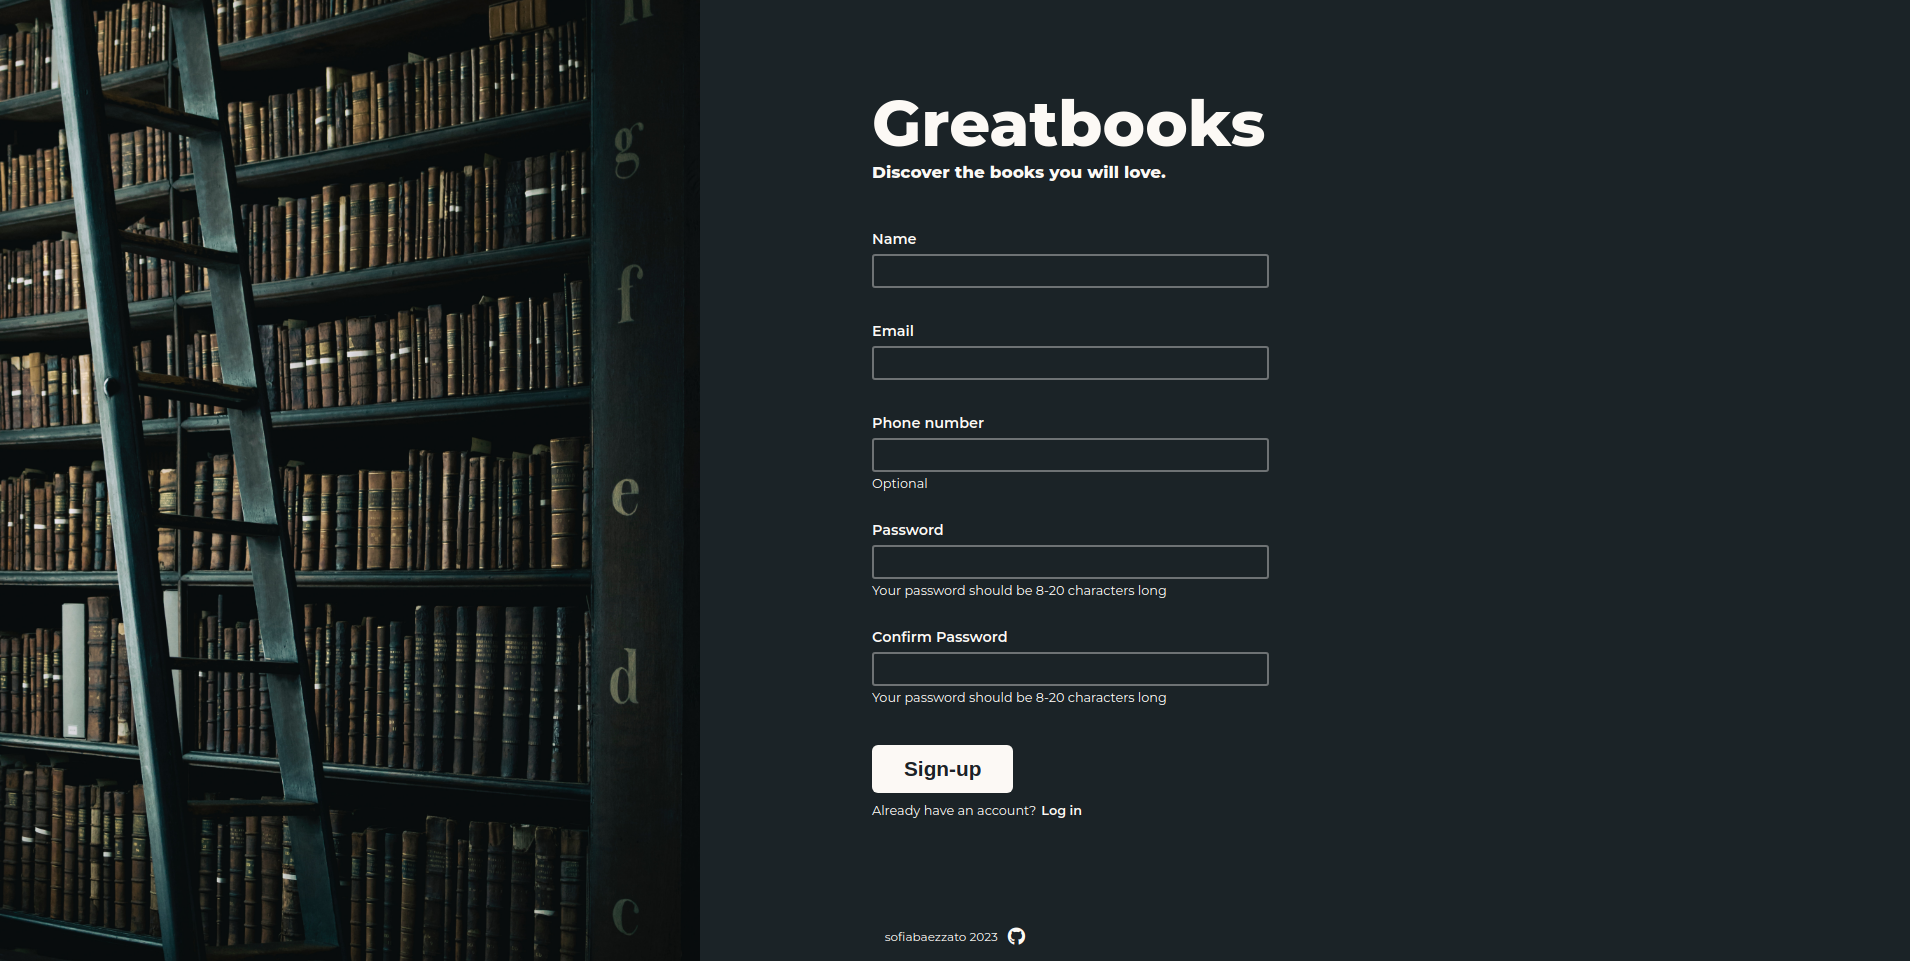 h
g
f
e
d
c
Greatbooks
Discover the books you will love.
Name
Email
Phone number
Optional
Password
Your password should be 8-20 characters long
Confirm Password
Your password should be 8-20 characters long
Sign-up
Already have an account? Log in
sofiabaezzato 2023